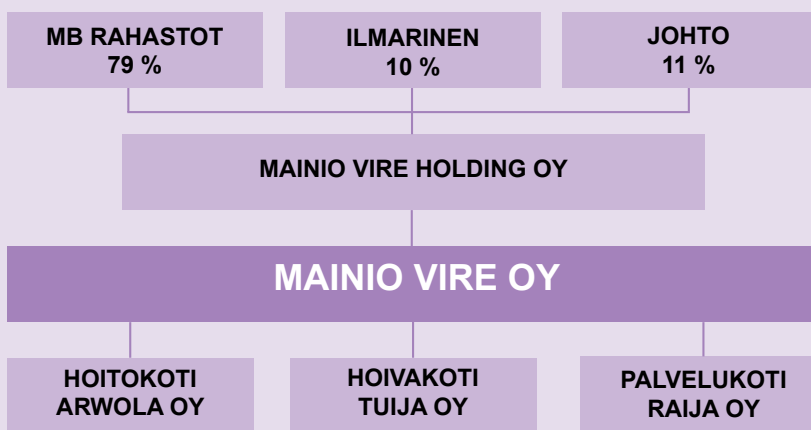 MB RAHASTOT
79 %
ILMARINEN
10 %
JOHTO
11 %
MAINIO VIRE HOLDING OY
MAINIO VIRE OY
HOITOKOTI
ARWOLA OY
HOIVAKOTI
TUIJA OY
PALVELUKOTI
RAIJA OY